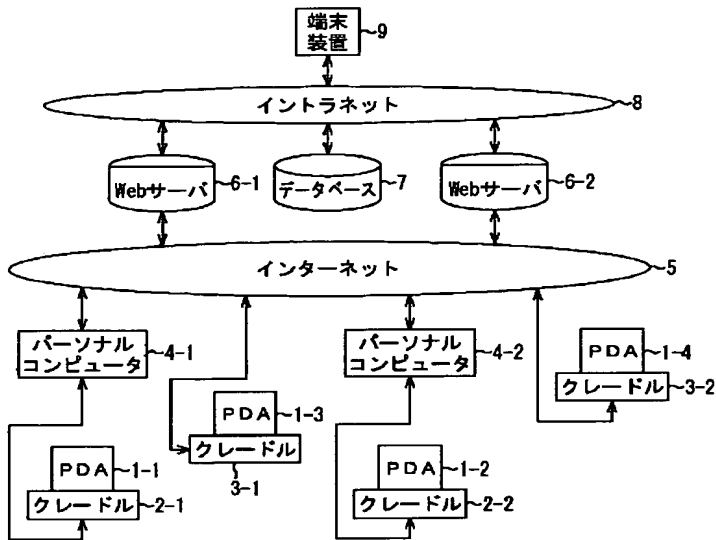 端末
装置
9
イントラネット
8
Webサーバ
6-1
データベース
7
Webサーバ
6-2
インターネット
5
パーソナル
コンピュータ
4-1
パーソナル
コンピュータ
4-2
PDA
1-4
クレードル
3-2
PDA
1-3
クレードル
3-1
PDA
1-1
クレードル
2-1
PDA
1-2
クレードル
2-2